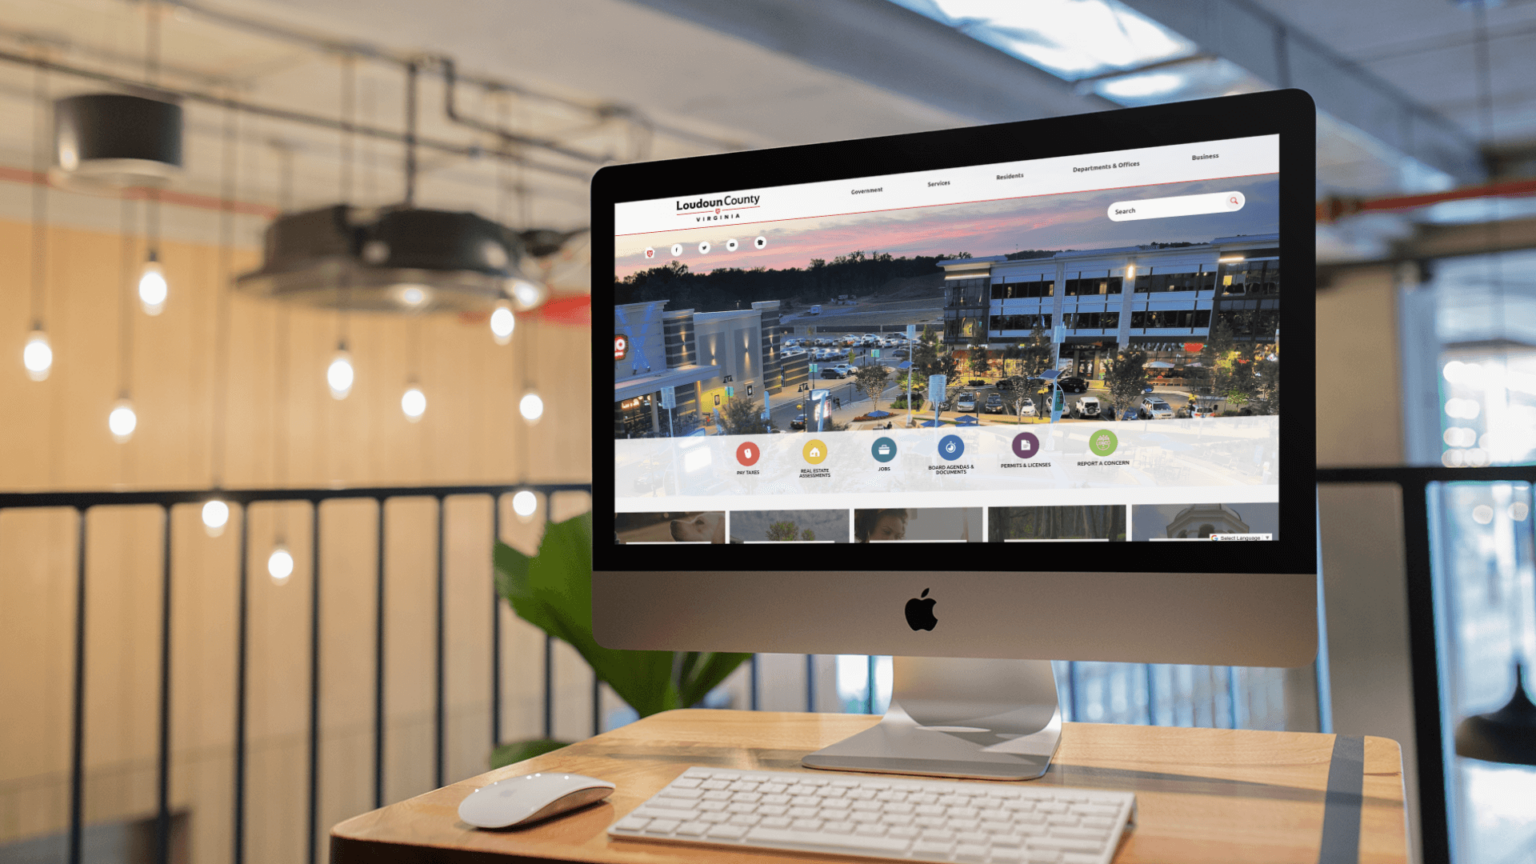 Government
Services
Residents
Departments & Offices
Business
Loudoun County
VIRGINIA
Search
PAY TAXES
REAL ESTATE
ASSESSMENTS
JOBS
BOARD AGENDAS &
DOCUMENTS
PERMITS & LICENSES
REPORT A CONCERN
Select Language